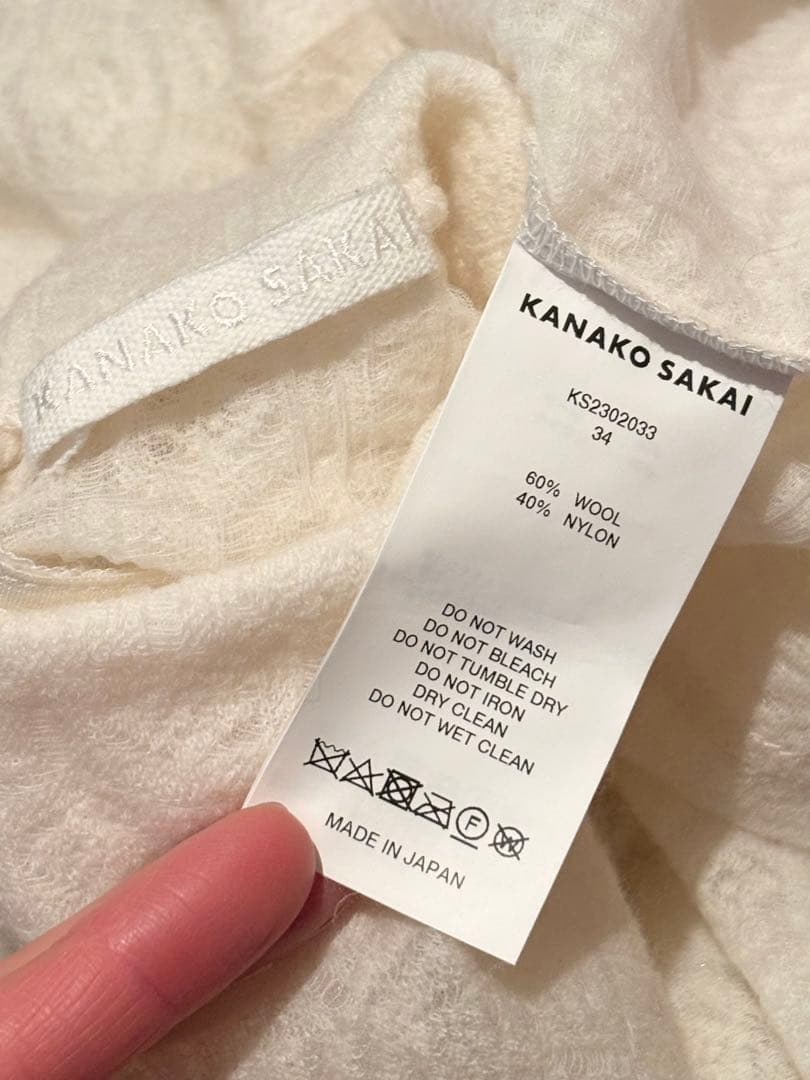 KANAKO SAKAI
KANAKO SAKAI
KS2302033
34
60% WOOL
40% NYLON
DO NOT WASH
DO NOT BLEACH
DO NOT TUMBLE DRY
DO NOT IRON
DRY CLEAN
DO NOT WET CLEAN
F W
MADE IN JAPAN